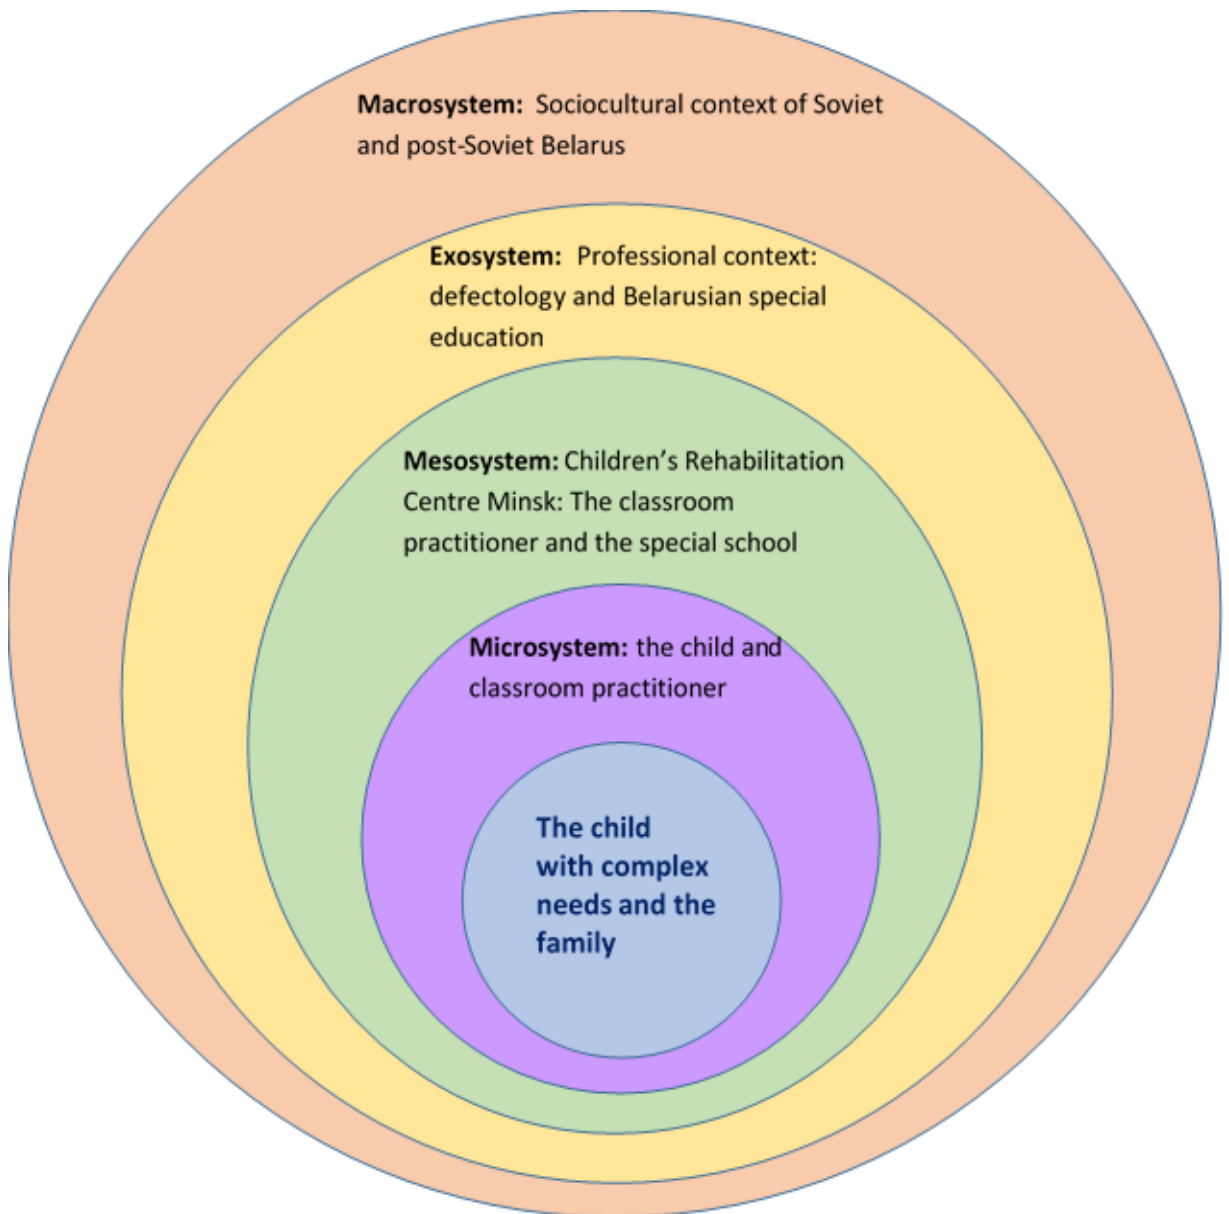 Macrosystem: Sociocultural context of Soviet
and post-Soviet Belarus
Exosystem: Professional context:
defectology and Belarusian special
education
Mesosystem: Children’s Rehabilitation
Centre Minsk: The classroom
practitioner and the special school
Microsystem: the child and
classroom practitioner
The child
with complex
needs and the
family